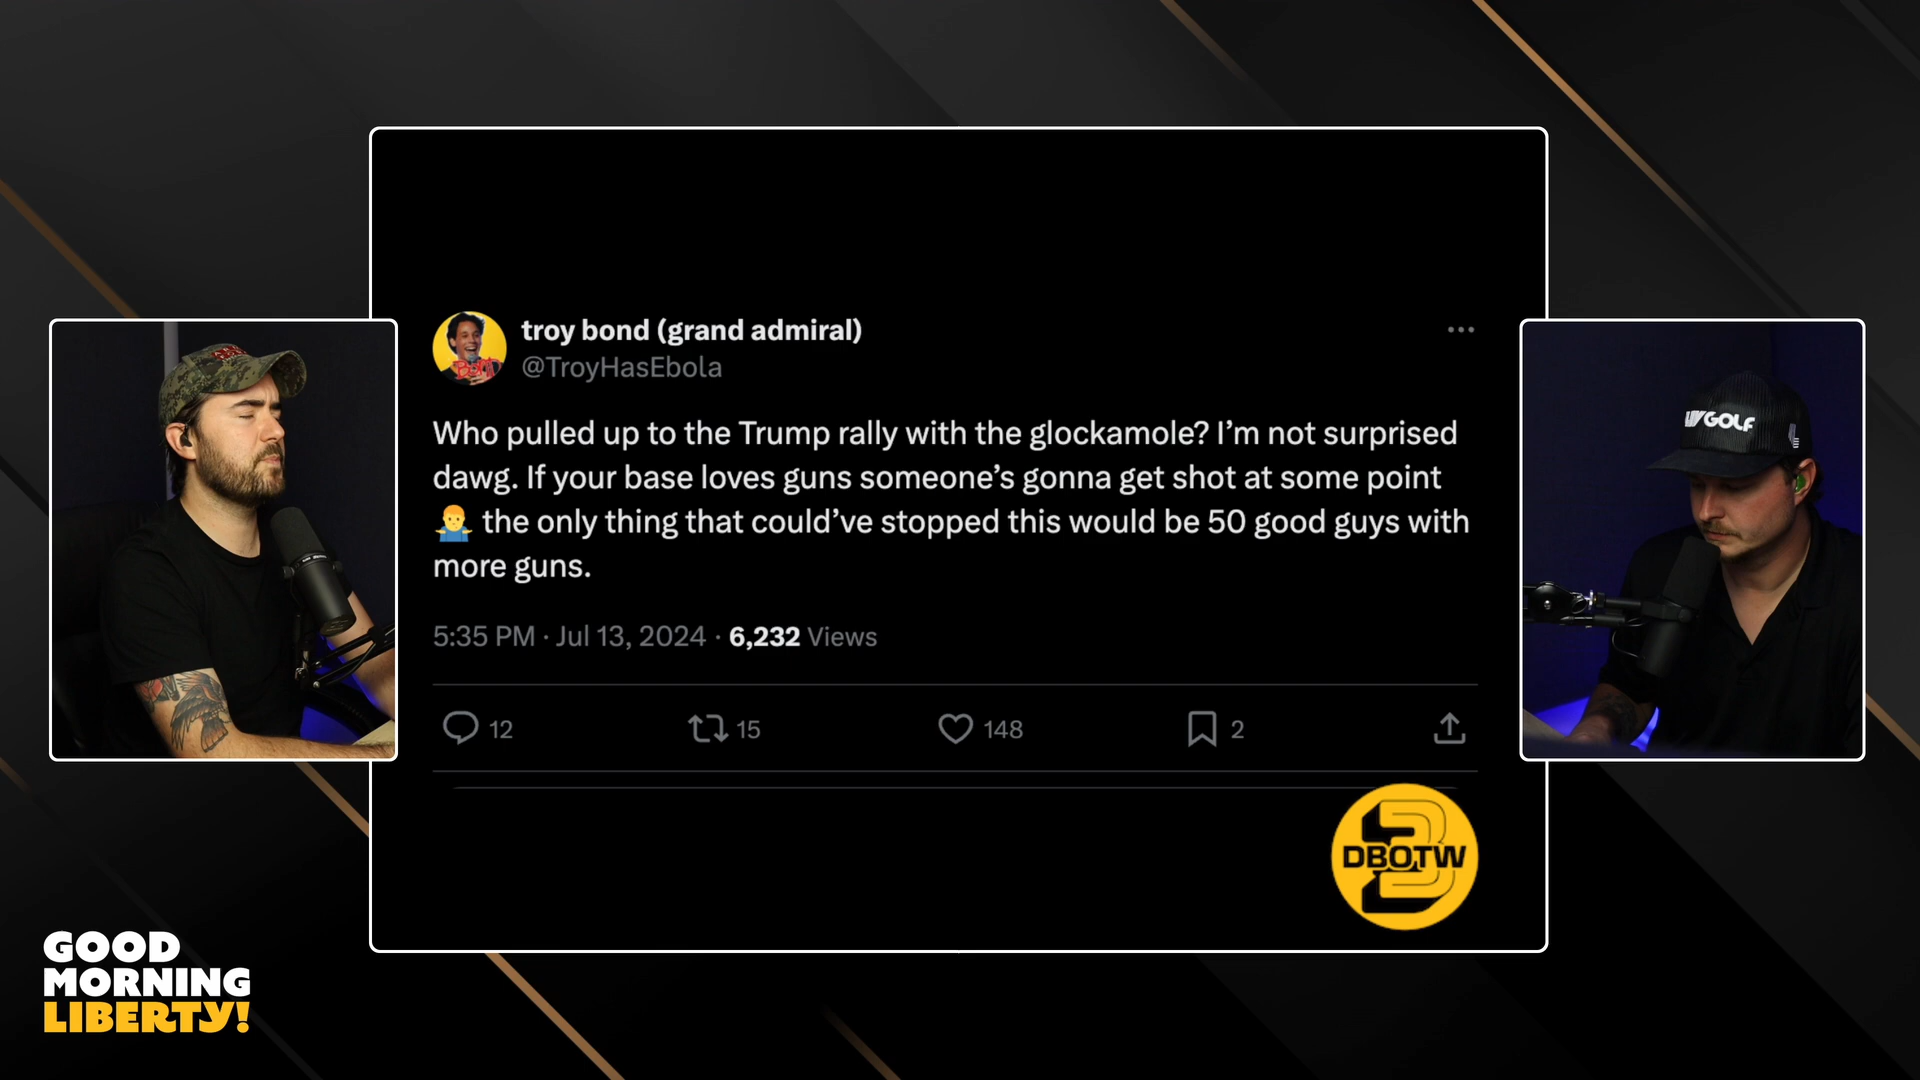 troy bond (grand admiral)
@TroyHasEbola
Who pulled up to the Trump rally with the glockamole? I’m not surprised
dawg. If your base loves guns someone’s gonna get shot at some point
🤷‍♂️ the only thing that could’ve stopped this would be 50 good guys with
more guns.
5:35 PM · Jul 13, 2024 · 6,232 Views
12 15 148 2
LIVGOLF
DBOTW
GOOD
MORNING
LIBERTY!